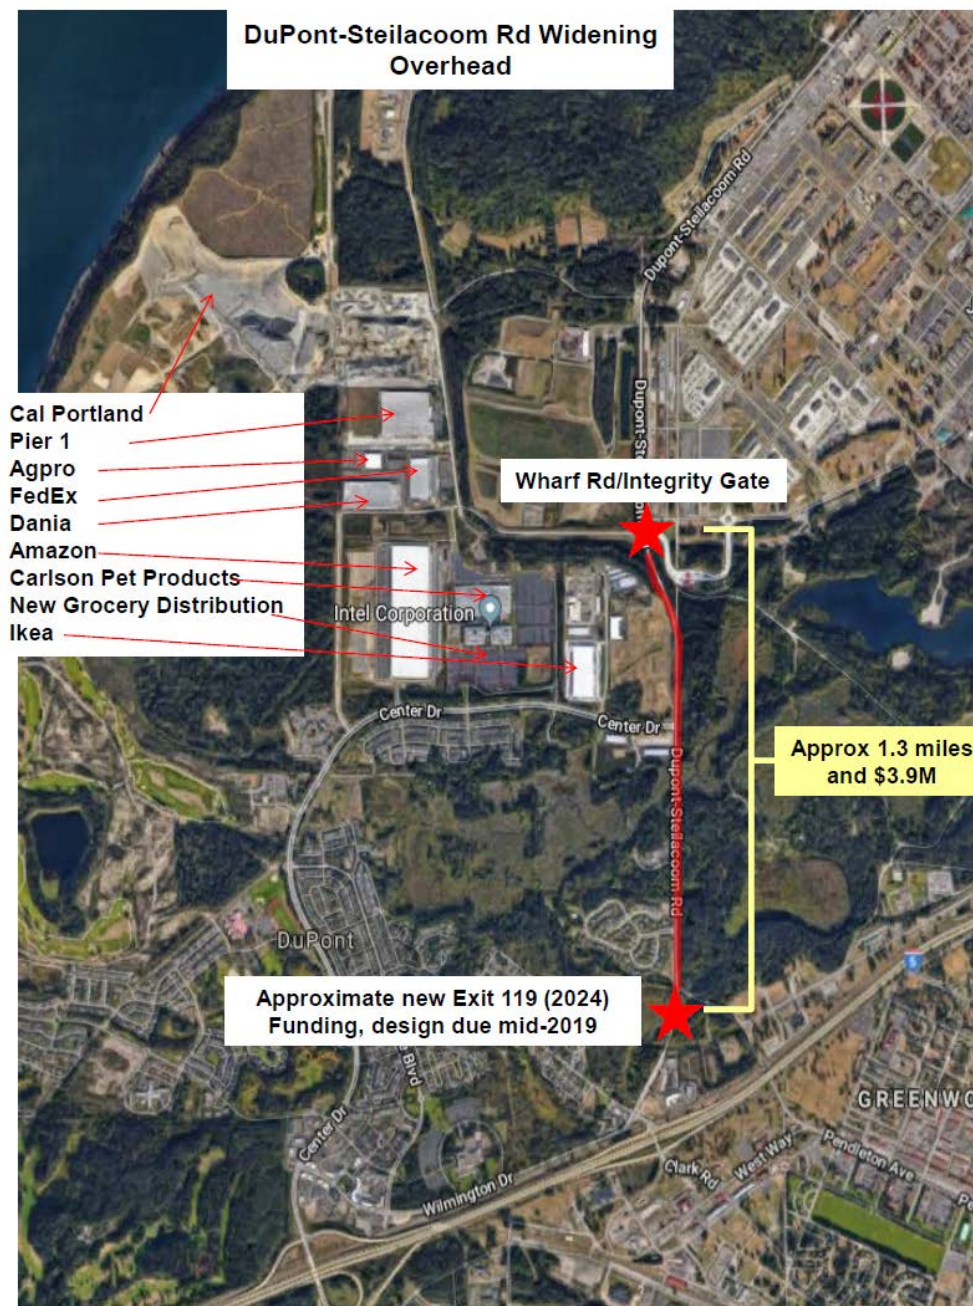 DuPont-Steilacoom Rd Widening
Overhead
Dupont-Steilacoom Rd
Cal Portland
Pier 1
Agpro
FedEx
Dania
Amazon
Carlson Pet Products
New Grocery Distribution
Ikea
Wharf Rd/Integrity Gate
Intel Corporation
Center Dr
Center Dr
Dupont-Steilacoom Rd
Approx 1.3 miles
and $3.9M
DuPont
5
Approximate new Exit 119 (2024)
Funding, design due mid-2019
Blvd
Center Dr
Wilmington Dr
GREENWO
Clark Rd
West Way
Pendleton Ave